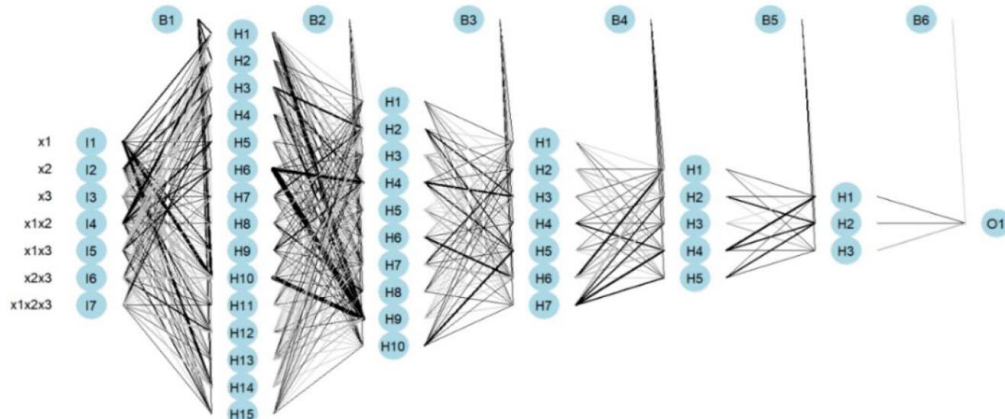 B1 B2 B3 B4 B5 B6
H1
H2
H3 H1
H4 H2
x1 I1 H5 H3 H1
x2 I2 H6 H4 H2 H1
x3 I3 H7 H5 H3 H2 H1
x1x2 I4 H8 H6 H4 H3 H2 O1
x1x3 I5 H9 H7 H5 H4 H3
x2x3 I6 H10 H8 H6 H5
x1x2x3 I7 H11 H9 H7
H12 H10
H13
H14
H15